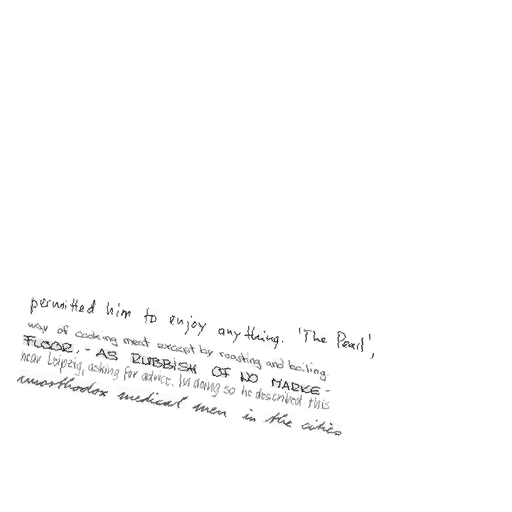 permitted him to enjoy anything. 'The Pearl',
way of cooking meat except by roasting and boiling.
FLOOR. - AS RUBBISH OF NO MARKE-
near Leipzig, asking for advice. In doing so he described this
unorthodox medical men in the cities